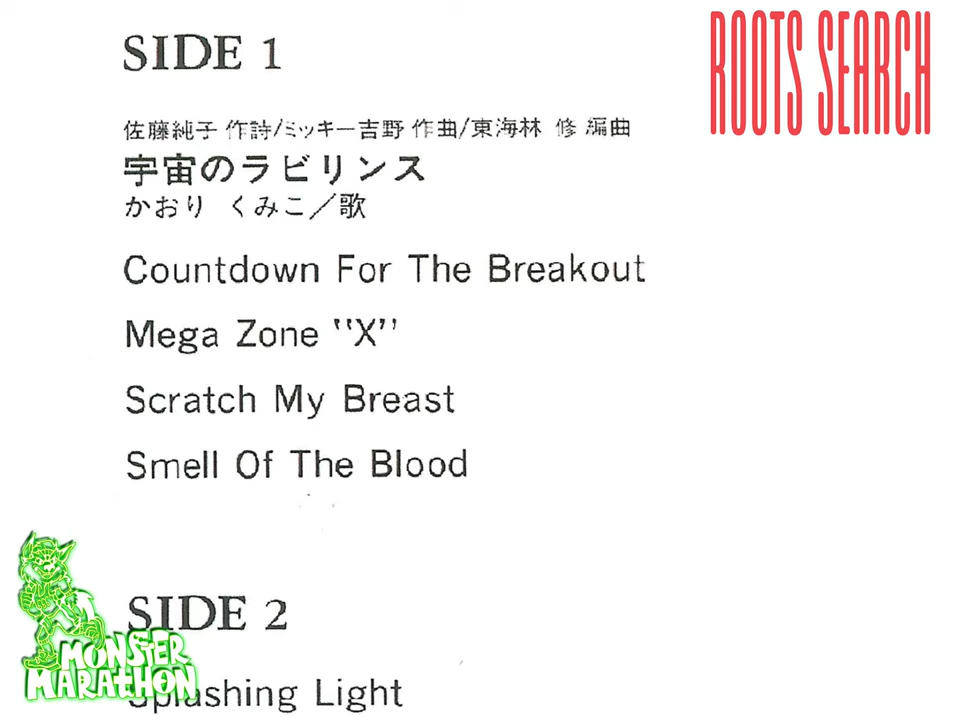 ROOTS SEARCH
SIDE 1
佐藤純子 作詩/ミッキー吉野 作曲/東海林 修 編曲
宇宙のラビリンス
かおり くみこ／歌
Countdown For The Breakout
Mega Zone "X"
Scratch My Breast
Smell Of The Blood
SIDE 2
Splashing Light
MONSTER
MARATHON